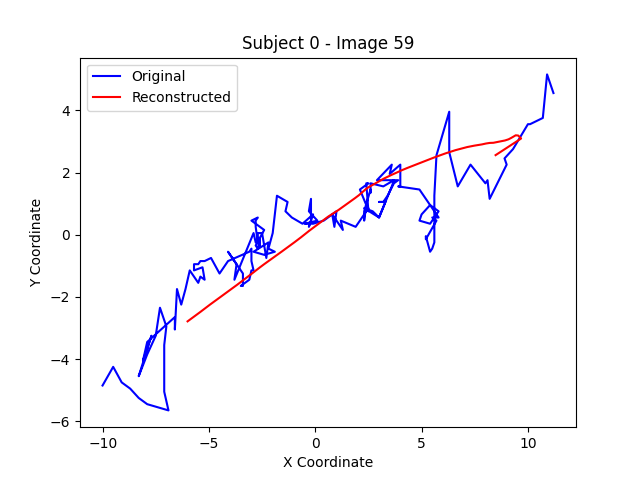 Subject 0 - Image 59
Original
Reconstructed
4
2
0
−2
−4
−6
Y Coordinate
−10
−5
0
5
10
X Coordinate